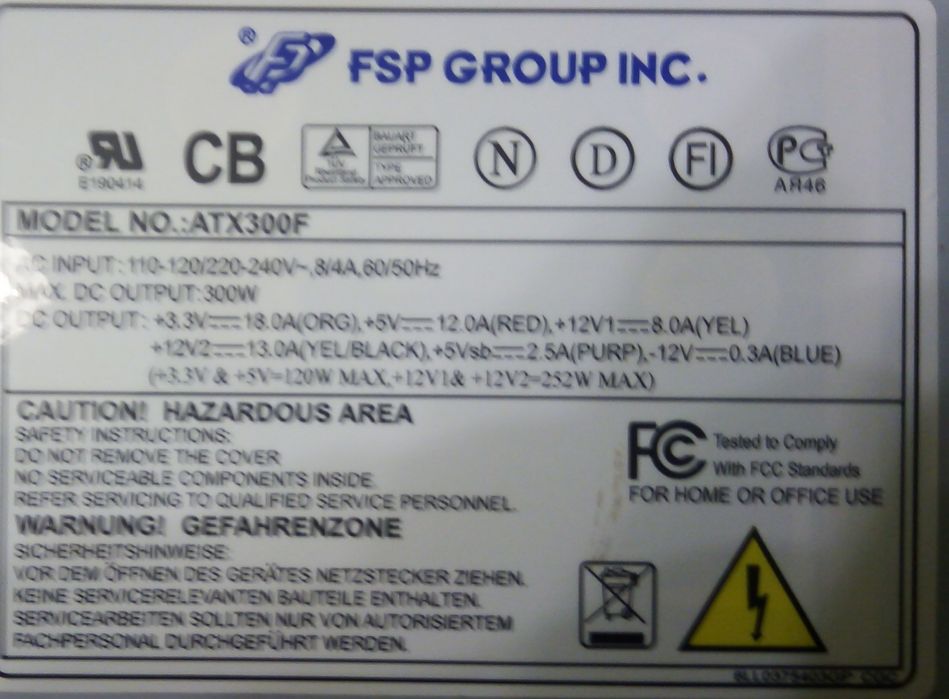 ® FSP GROUP INC.
® RU CB TÜV Product Safety BAUART GEPRÜFT TYPE APPROVED N D FI PC
E190414 АЯ46
MODEL NO.:ATX300F
AC INPUT: 110-120/220-240V~,8/4A,60/50Hz
MAX. DC OUTPUT:300W
DC OUTPUT: +3.3V⎓18.0A(ORG),+5V⎓12.0A(RED),+12V1⎓8.0A(YEL)
+12V2⎓13.0A(YEL/BLACK),+5Vsb⎓2.5A(PURP),-12V⎓0.3A(BLUE)
(+3.3V & +5V=120W MAX,+12V1& +12V2=252W MAX)
CAUTION! HAZARDOUS AREA
SAFETY INSTRUCTIONS:
DO NOT REMOVE THE COVER
NO SERVICEABLE COMPONENTS INSIDE.
REFER SERVICING TO QUALIFIED SERVICE PERSONNEL.
WARNUNG! GEFAHRENZONE
SICHERHEITSHINWEISE:
VOR DEM ÖFFNEN DES GERÄTES NETZSTECKER ZIEHEN.
KEINE SERVICERELEVANTEN BAUTEILE ENTHALTEN.
SERVICEARBEITEN SOLLTEN NUR VON AUTORISIERTEM
FACHPERSONAL DURCHGEFÜHRT WERDEN.
FC Tested to Comply
With FCC Standards
FOR HOME OR OFFICE USE